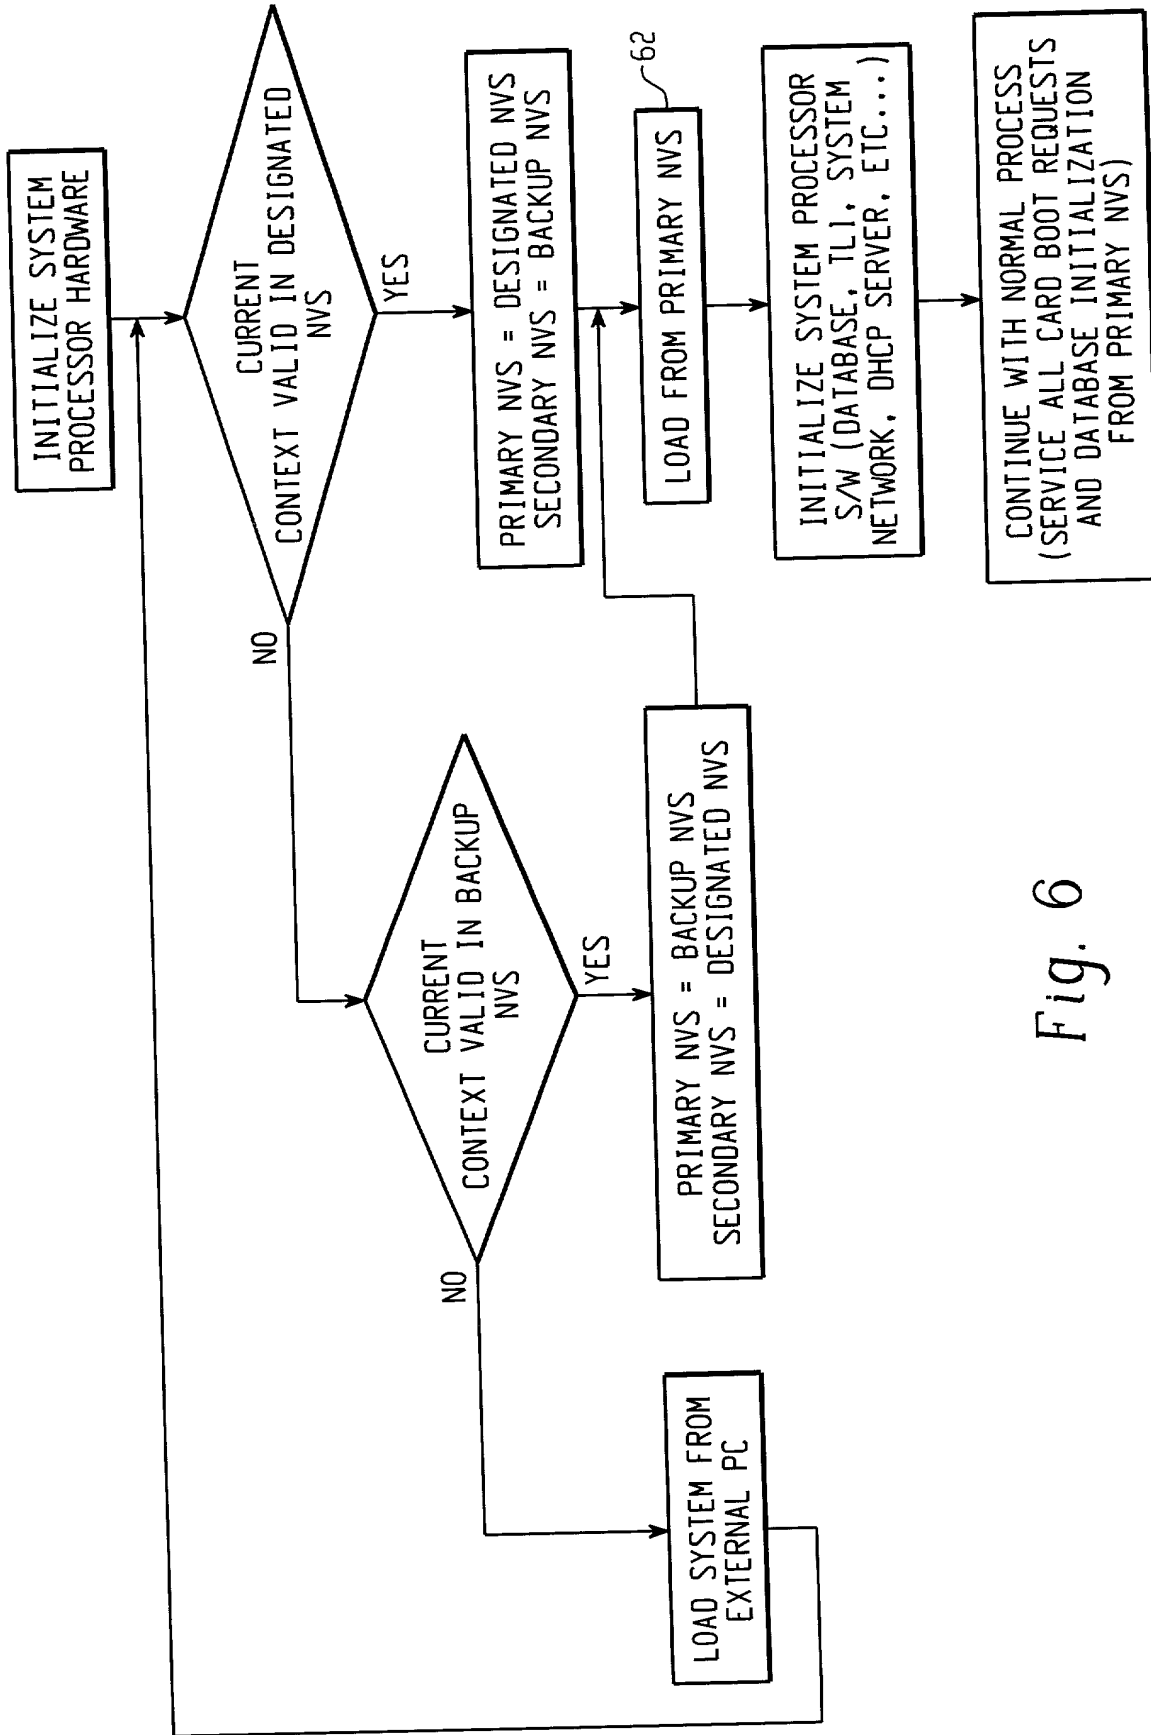 INITIALIZE SYSTEM
PROCESSOR HARDWARE
CURRENT
CONTEXT VALID IN DESIGNATED
NVS
NO
YES
CURRENT
CONTEXT VALID IN BACKUP
NVS
NO
YES
PRIMARY NVS = DESIGNATED NVS
SECONDARY NVS = BACKUP NVS
LOAD SYSTEM FROM
EXTERNAL PC
PRIMARY NVS = BACKUP NVS
SECONDARY NVS = DESIGNATED NVS
LOAD FROM PRIMARY NVS
62
INITIALIZE SYSTEM PROCESSOR
S/W (DATABASE, TL1, SYSTEM
NETWORK, DHCP SERVER, ETC...)
CONTINUE WITH NORMAL PROCESS
(SERVICE ALL CARD BOOT REQUESTS
AND DATABASE INITIALIZATION
FROM PRIMARY NVS)
Fig. 6